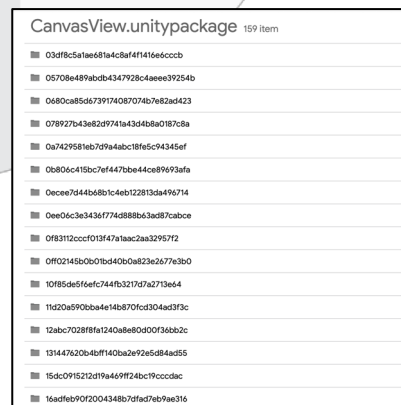 CanvasView.unitypackage 159 item
03df8c5a1ae681a4c8af4f1416e6cccb
05708e489abdb4347928c4aeee39254b
0680ca85d6739174087074b7e82ad423
078927b43e82d9741a43d4b8a0187c8a
0a7429581eb7d9a4abc18fe5c94345ef
0b806c415bc7ef447bbe44ce89693afa
0ecee7d44b68b1c4eb122813da496714
0ee06c3e3436f774d888b63ad87cabce
0f83112cccf013f47a1aac2aa32957f2
0ff02145b0b01bd40b0a823e2677e3b0
10f85de5f6efc744fb3217d7a2713e64
11d20a590bba4e14b870fcd304ad3f3c
12abc7028f8fa1240a8e80d00f36bb2c
131447620b4bff140ba2e92e5d84ad55
15dc0915212d19a469ff24bc19cccdac
16adfeb90f2004348b7dfad7eb9ae316